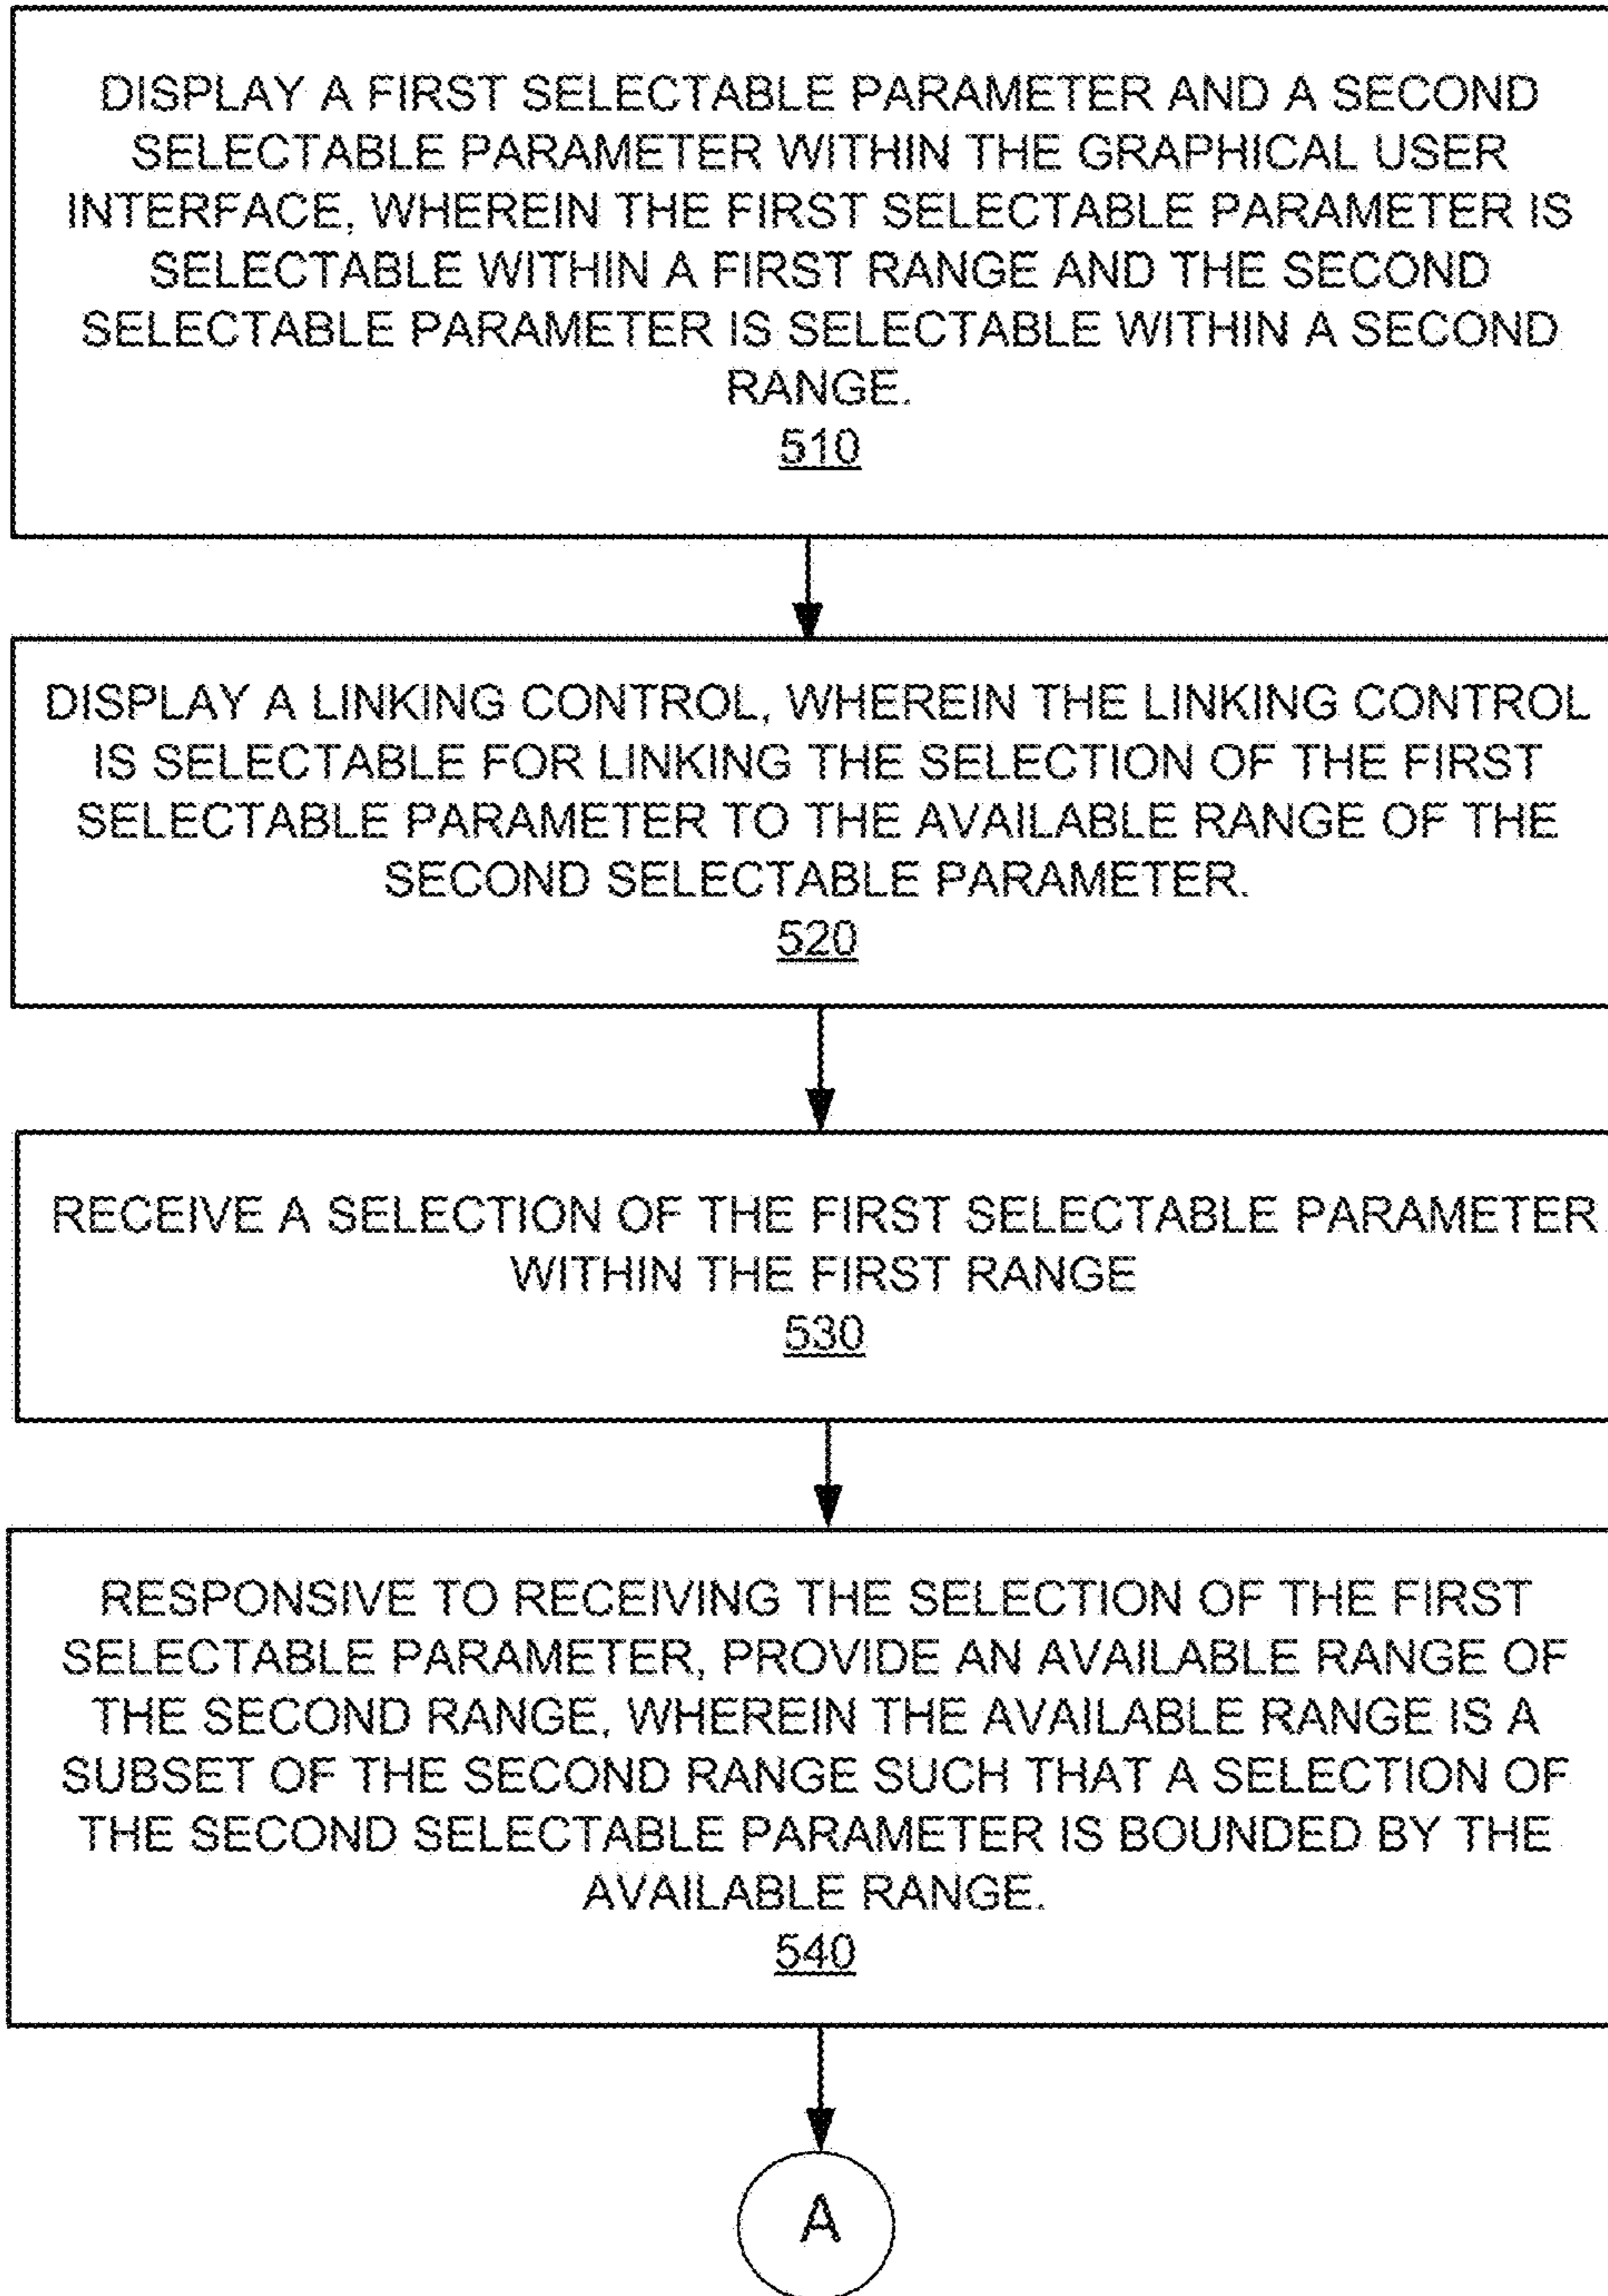 DISPLAY A FIRST SELECTABLE PARAMETER AND A SECOND
SELECTABLE PARAMETER WITHIN THE GRAPHICAL USER
INTERFACE, WHEREIN THE FIRST SELECTABLE PARAMETER IS
SELECTABLE WITHIN A FIRST RANGE AND THE SECOND
SELECTABLE PARAMETER IS SELECTABLE WITHIN A SECOND
RANGE.
510
DISPLAY A LINKING CONTROL, WHEREIN THE LINKING CONTROL
IS SELECTABLE FOR LINKING THE SELECTION OF THE FIRST
SELECTABLE PARAMETER TO THE AVAILABLE RANGE OF THE
SECOND SELECTABLE PARAMETER.
520
RECEIVE A SELECTION OF THE FIRST SELECTABLE PARAMETER
WITHIN THE FIRST RANGE
530
RESPONSIVE TO RECEIVING THE SELECTION OF THE FIRST
SELECTABLE PARAMETER, PROVIDE AN AVAILABLE RANGE OF
THE SECOND RANGE, WHEREIN THE AVAILABLE RANGE IS A
SUBSET OF THE SECOND RANGE SUCH THAT A SELECTION OF
THE SECOND SELECTABLE PARAMETER IS BOUNDED BY THE
AVAILABLE RANGE.
540
A